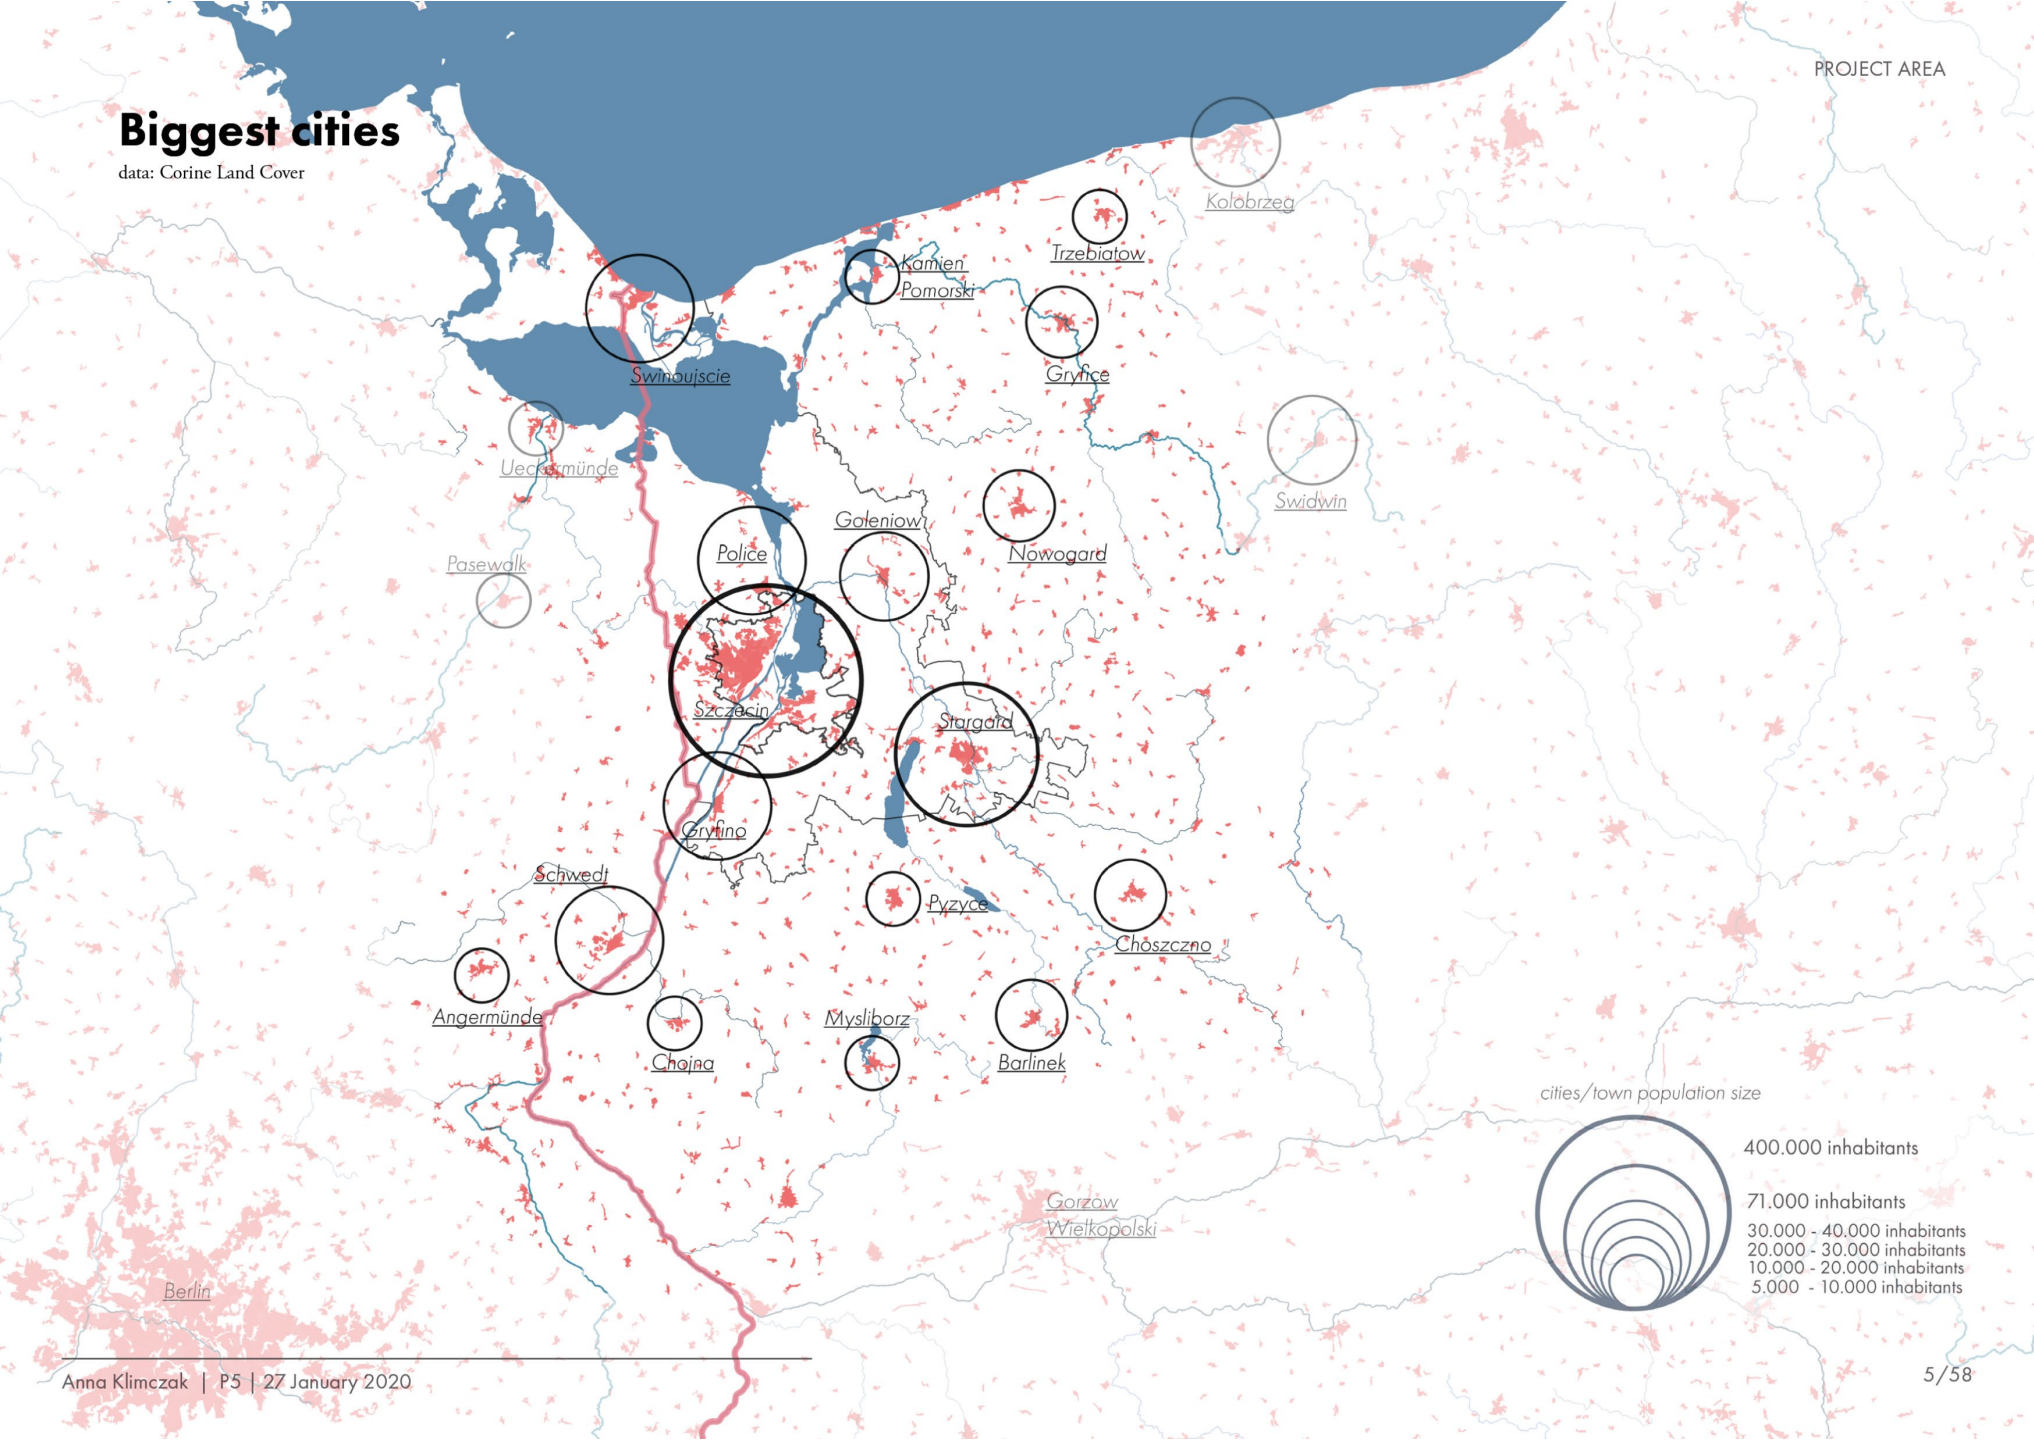 PROJECT AREA
Biggest cities
data: Corine Land Cover
Kolobrzeg
Trzebiatow
Kamien
Pomorski
Swinoujscie
Gryfice
Ueckermünde
Swidwin
Goleniow
Police
Nowogard
Pasewalk
Szczecin
Stargard
Gryfino
Schwedt
Pyzyce
Choszczno
Angermünde
Mysliborz
Chojna
Barlinek
cities/town population size
400.000 inhabitants
71.000 inhabitants
30.000 - 40.000 inhabitants
20.000 - 30.000 inhabitants
10.000 - 20.000 inhabitants
5.000 - 10.000 inhabitants
Gorzow
Wielkopolski
Berlin
Anna Klimczak | P5 | 27 January 2020
5/58